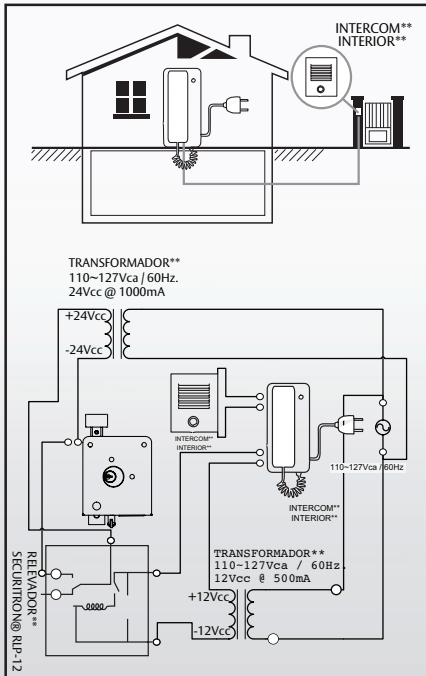 INTERCOM**
INTERIOR**
TRANSFORMADOR**
110~127Vca / 60Hz.
24Vcc @ 1000mA
+24Vcc
-24Vcc
INTERCOM**
INTERIOR**
110~127Vca / 60Hz
INTERCOM**
INTERIOR**
TRANSFORMADOR**
110~127Vca / 60Hz.
12Vcc @ 500mA
+12Vcc
-12Vcc
RELEVADOR**
SECURITRON® RLP-12